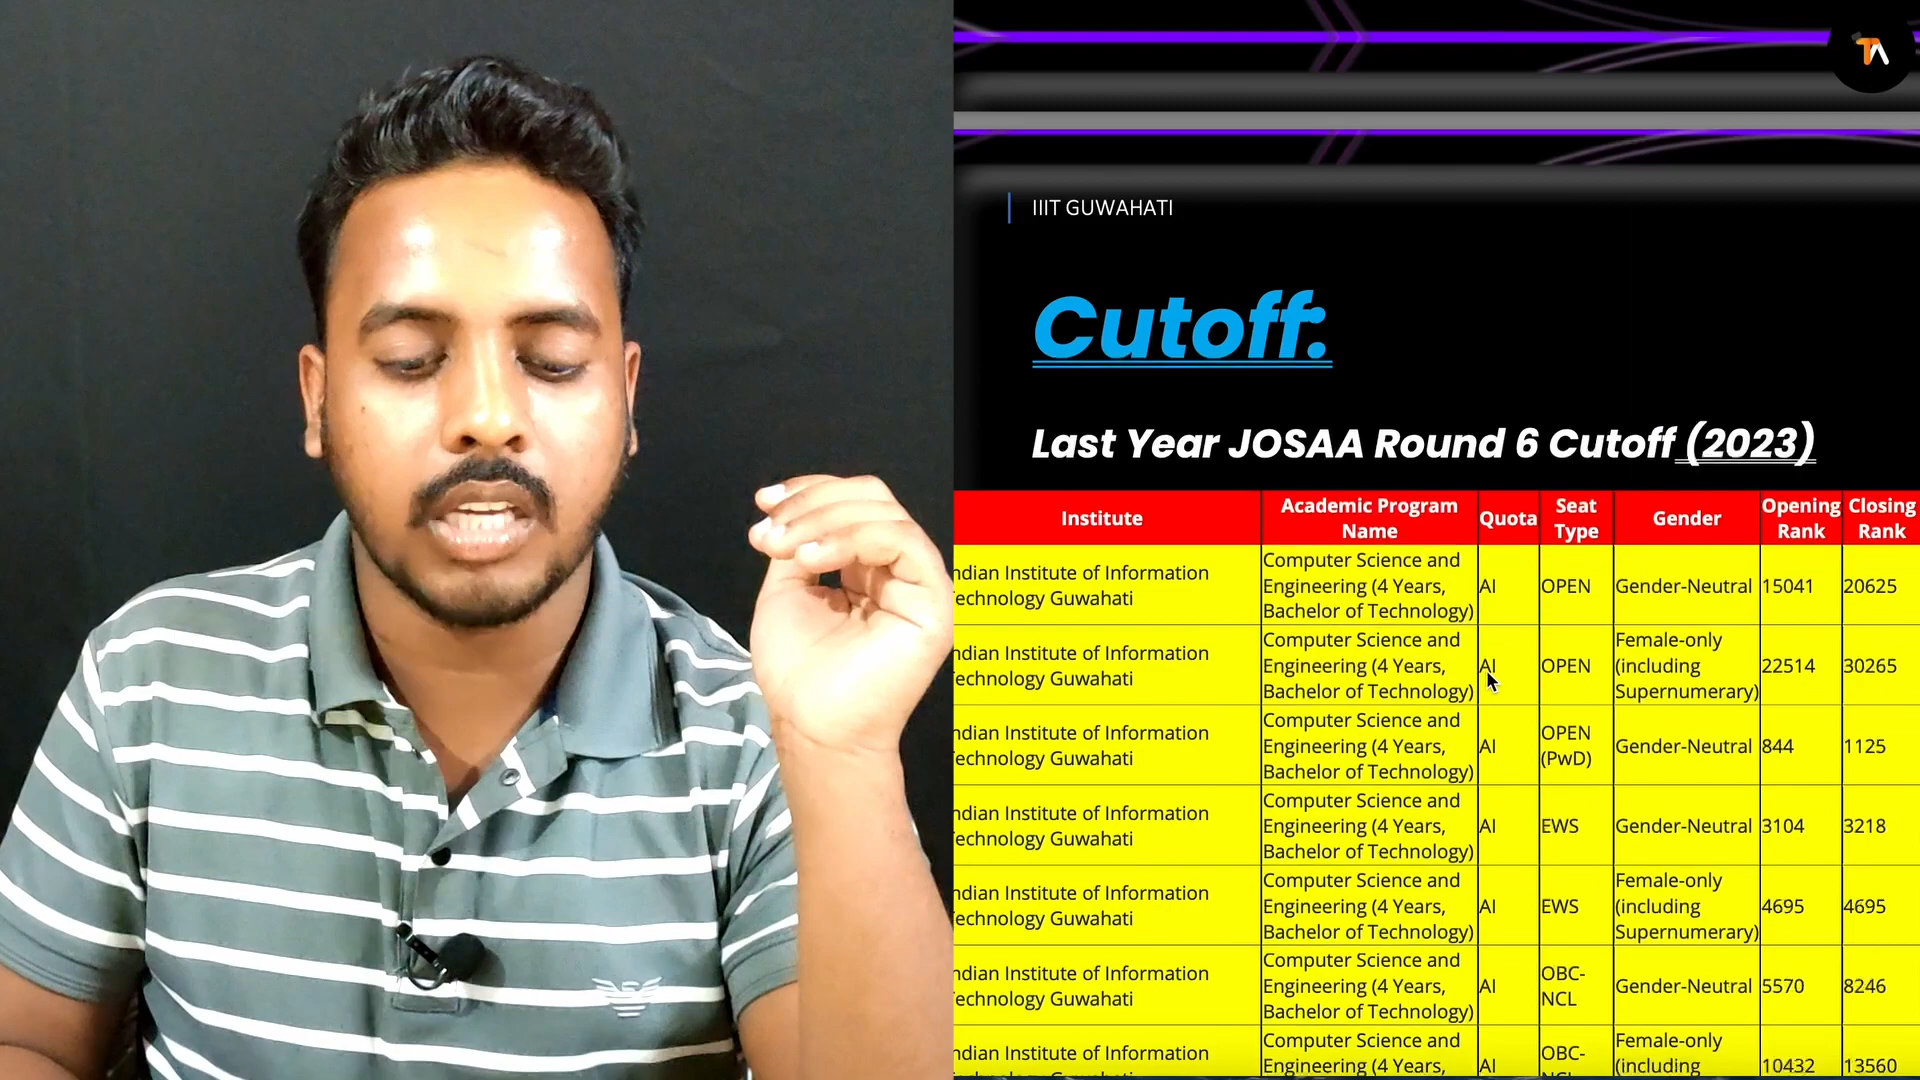 TA
IIIT GUWAHATI
Cutoff:
Last Year JOSAA Round 6 Cutoff (2023)
Institute
Academic Program
Name
Quota
Seat
Type
Gender
Opening
Rank
Closing
Rank
ndian Institute of Information
Technology Guwahati
Computer Science and
Engineering (4 Years,
Bachelor of Technology)
AI
OPEN
Gender-Neutral
15041
20625
ndian Institute of Information
Technology Guwahati
Computer Science and
Engineering (4 Years,
Bachelor of Technology)
AI
OPEN
Female-only
(including
Supernumerary)
22514
30265
ndian Institute of Information
Technology Guwahati
Computer Science and
Engineering (4 Years,
Bachelor of Technology)
AI
OPEN
(PwD)
Gender-Neutral
844
1125
ndian Institute of Information
Technology Guwahati
Computer Science and
Engineering (4 Years,
Bachelor of Technology)
AI
EWS
Gender-Neutral
3104
3218
ndian Institute of Information
Technology Guwahati
Computer Science and
Engineering (4 Years,
Bachelor of Technology)
AI
EWS
Female-only
(including
Supernumerary)
4695
4695
ndian Institute of Information
Technology Guwahati
Computer Science and
Engineering (4 Years,
Bachelor of Technology)
AI
OBC-
NCL
Gender-Neutral
5570
8246
ndian Institute of Information
Computer Science and
Engineering (4 Years,
AI
OBC-
Female-only
(including
10432
13560